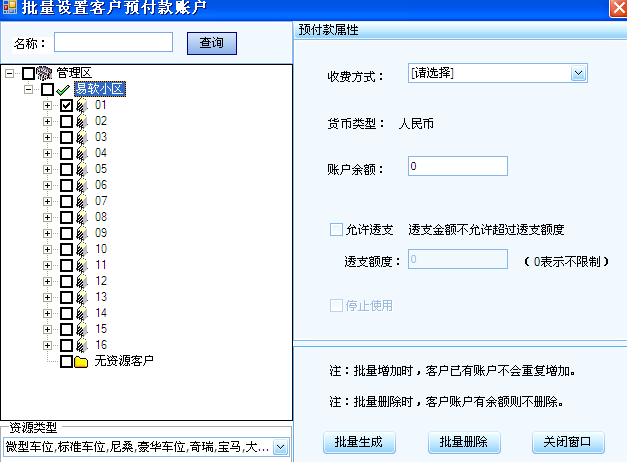 批量设置客户预付款账户
名称：
查询
管理区
易软小区
01
02
03
04
05
06
07
08
09
10
11
12
13
14
15
16
无资源客户
资源类型
微型车位,标准车位,尼桑,豪华车位,奇瑞,宝马,大...
预付款属性
收费方式：
[请选择]
货币类型： 人民币
账户余额：
0
允许透支 透支金额不允许超过透支额度
透支额度：
0
（0表示不限制）
停止使用
注：批量增加时，客户已有账户不会重复增加。
注：批量删除时，客户账户有余额则不删除。
批量生成
批量删除
关闭窗口